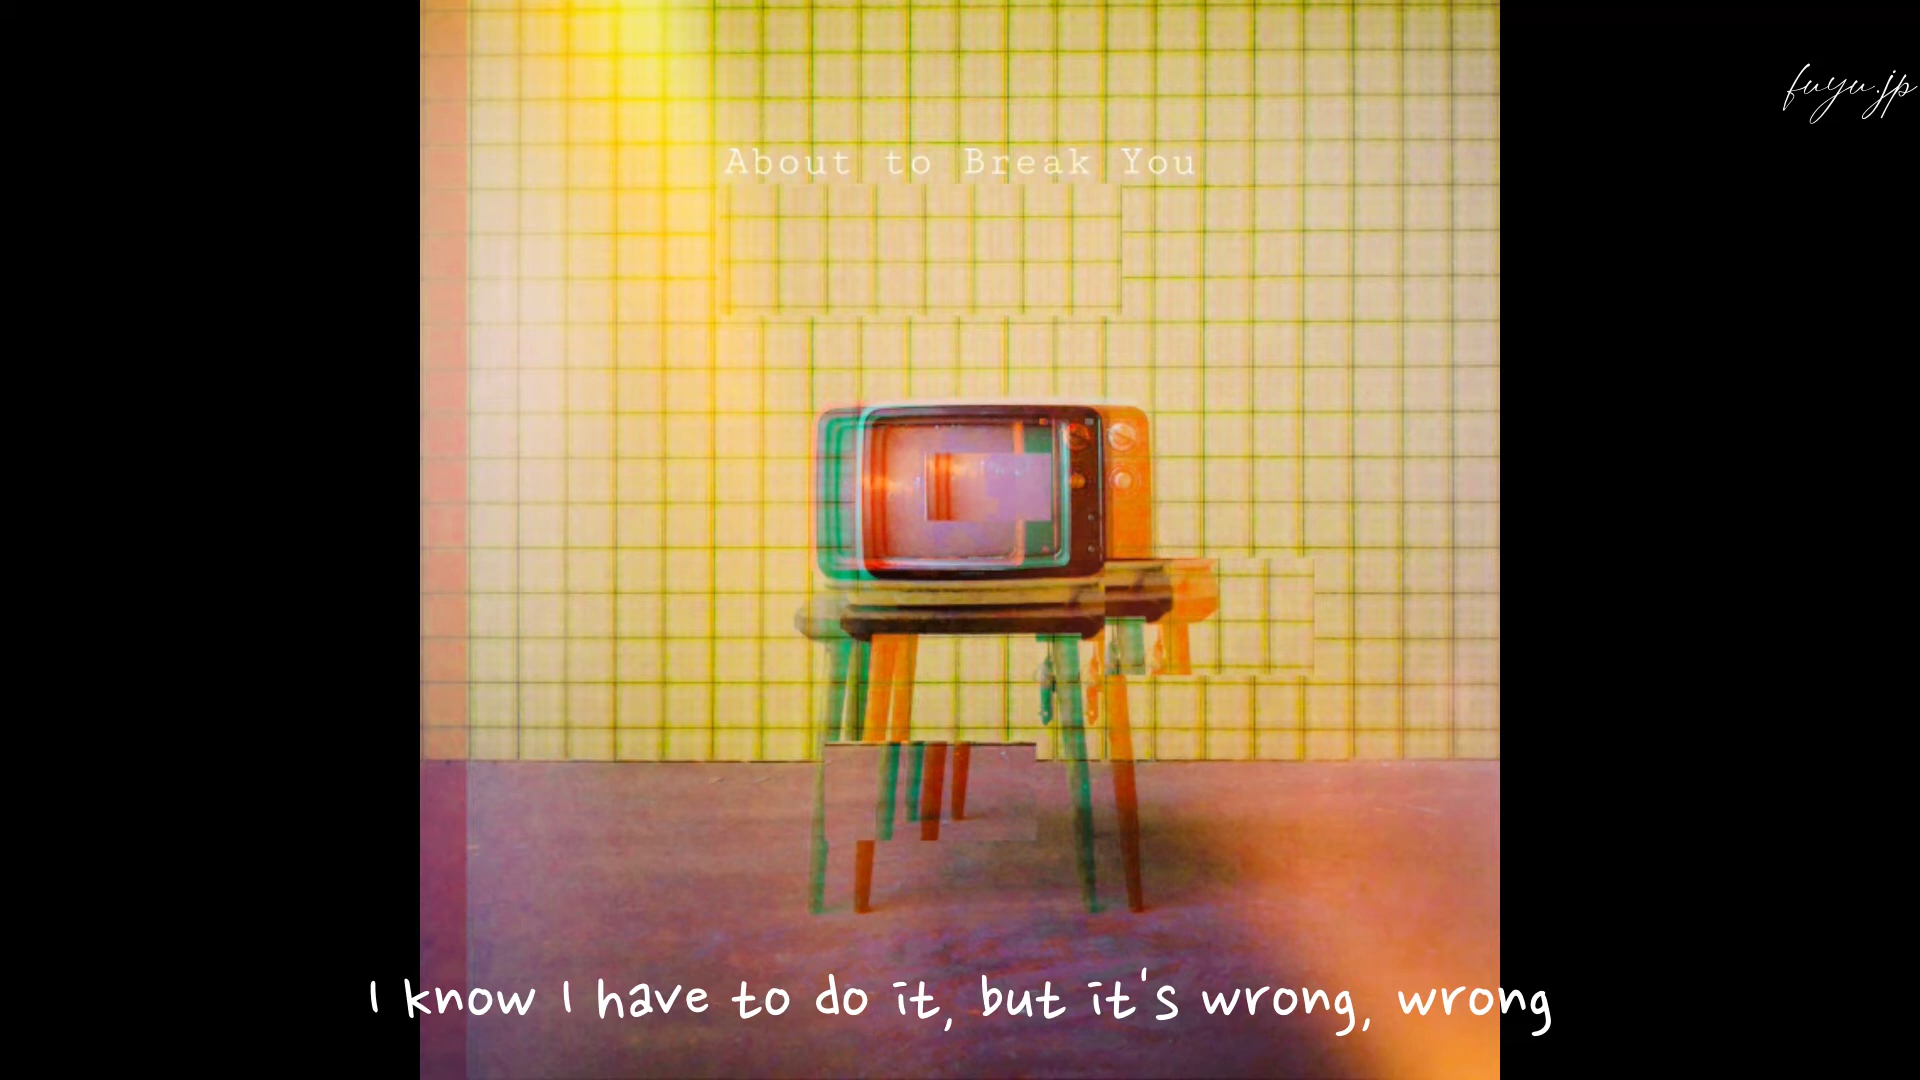 fuyu.jp
About to Break You
I know I have to do it, but it's wrong, wrong